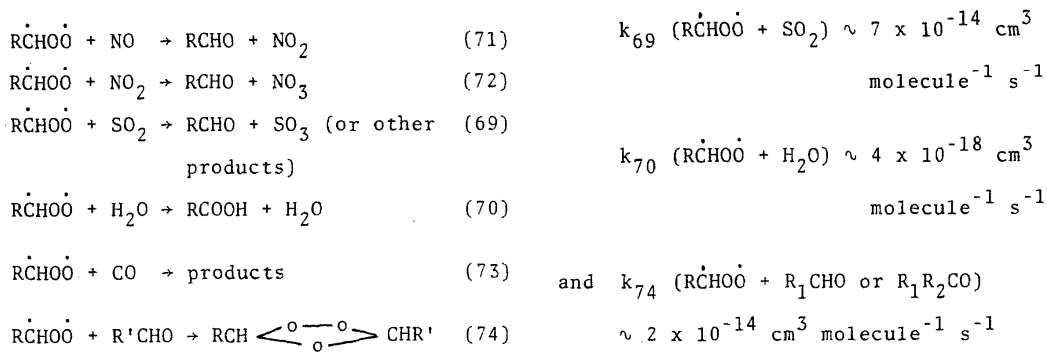 RĊHOȮ + NO → RCHO + NO₂ (71)
RĊHOȮ + NO₂ → RCHO + NO₃ (72)
RĊHOȮ + SO₂ → RCHO + SO₃ (or other (69)
products)
RĊHOȮ + H₂O → RCOOH + H₂O (70)
RĊHOȮ + CO → products (73)
RĊHOȮ + R'CHO → RCH O O O CHR' (74)
k₆₉ (RĊHOȮ + SO₂) ~ 7 x 10⁻¹⁴ cm³
molecule⁻¹ s⁻¹
k₇₀ (RĊHOȮ + H₂O) ~ 4 x 10⁻¹⁸ cm³
molecule⁻¹ s⁻¹
and k₇₄ (RĊHOȮ + R₁CHO or R₁R₂CO)
~ 2 x 10⁻¹⁴ cm³ molecule⁻¹ s⁻¹